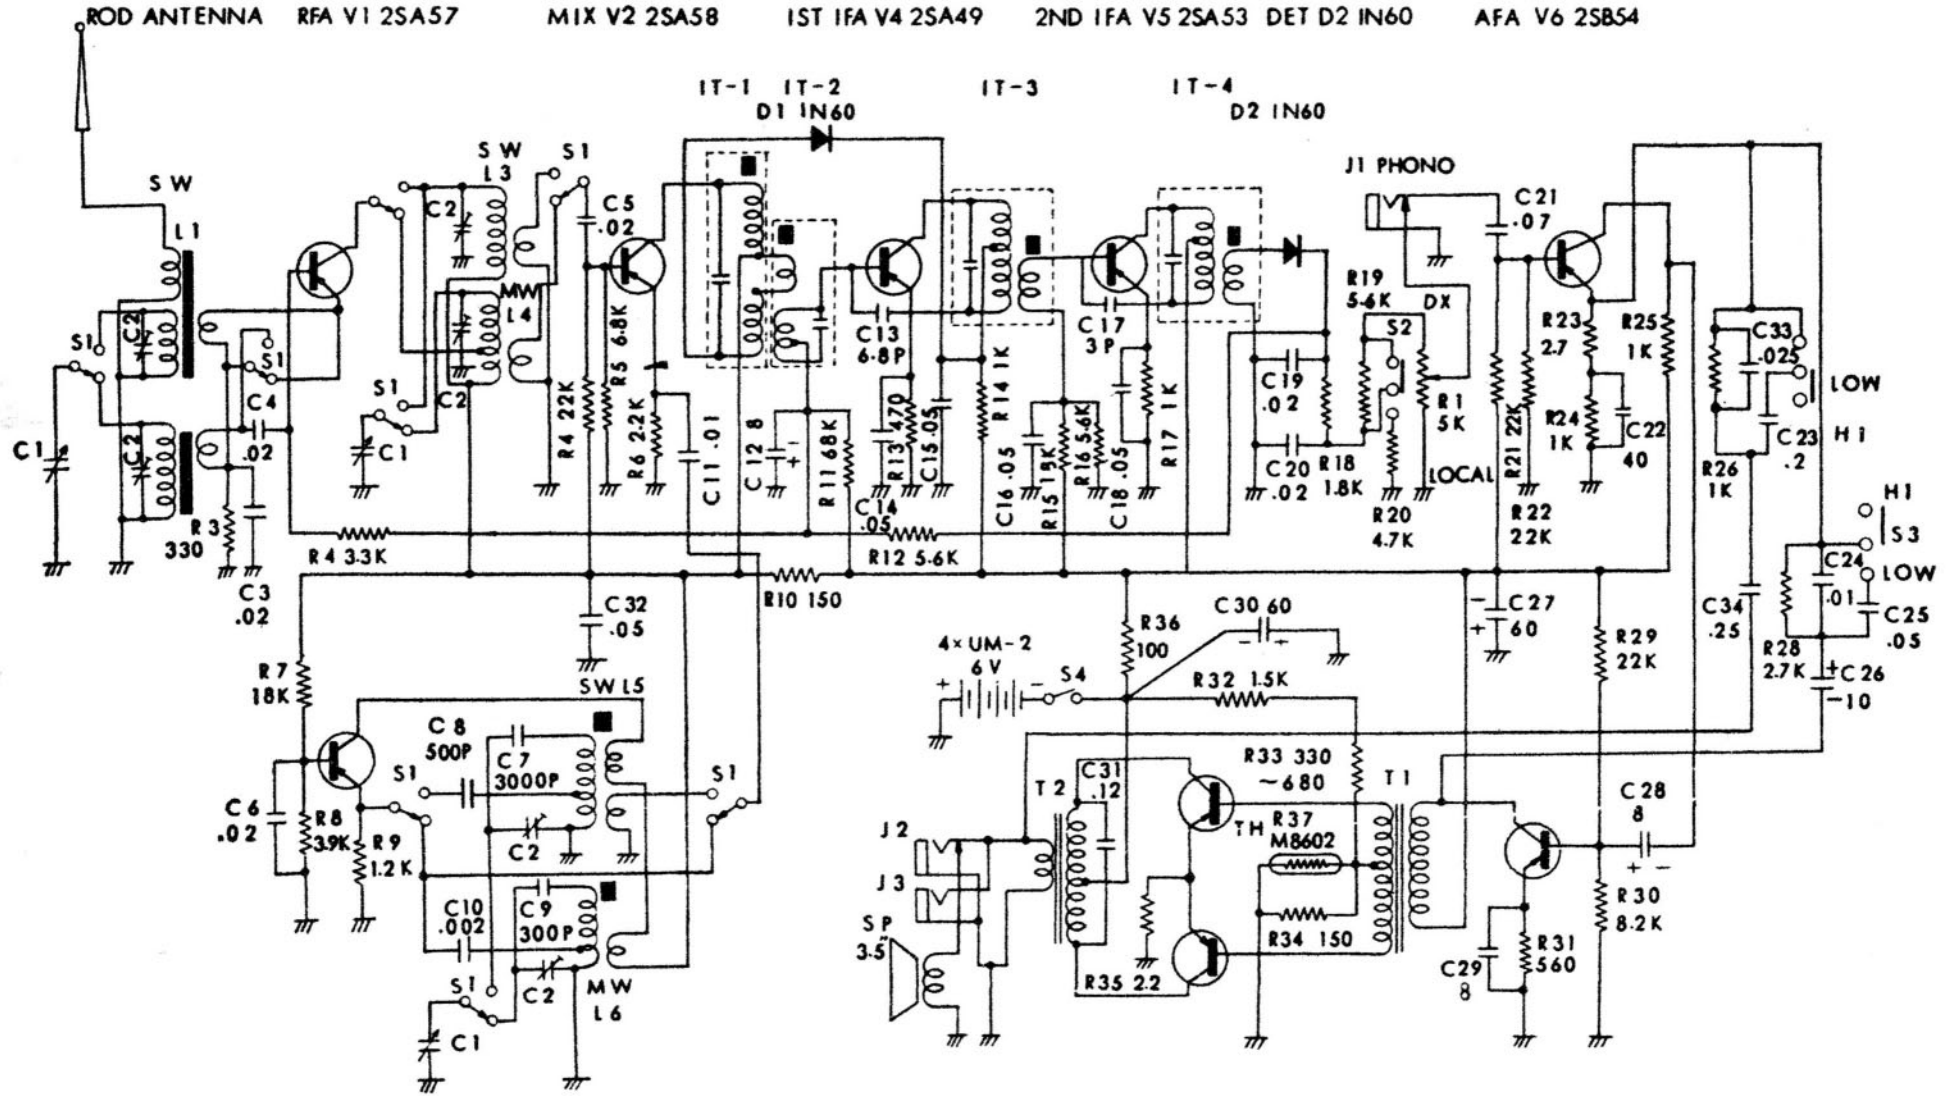 ROD ANTENNA RFA V1 2SA57 MIX V2 2SA58 1ST IFA V4 2SA49 2ND IFA V5 2SA53 DET D2 IN60 AFA V6 2SB54
IT-1 IT-2 IT-3 IT-4
D1 IN60 D2 IN60
SW
L1
SW
L3
S1
C2
C5
.02
J1 PHONO
C21
.07
C2
S1
S1
C4
.02
C2
C1
MW
L4
C2
S1
C1
R5 6.8K
R4 22K
R6 2.2K
C11 .01
C12 8
R11 68K
C13
6.8P
R13 470
C14
.05
C15 .05
R14 1K
C16 .05
R15 15K
R16 5.6K
C17
3P
C18 .05
R17 1K
C19
.02
C20
.02
R18
1.8K
R19
5.6K
S2
DX
R1
5K
LOCAL
R20
4.7K
R21 22K
R22
22K
R23
2.7
R24
1K
C22
40
R25
1K
R26
1K
C33
.025
LOW
C23
.2
HI
HI
S3
LOW
C24
.01
C25
.05
R28
2.7K
+
C26
- 10
C34
.25
R3
330
C3
.02
R4 3.3K
R12 5.6K
R10 150
C32
.05
R7
18K
SW L5
C8
500P
C7
3000P
S1
S1
C6
.02
R8
3.9K
R9
1.2K
C2
C10
.002
C9
300P
S1
C2
MW
L6
C1
4×UM-2
6V
+ -
S4
R36
100
C30 60
- +
R32 1.5K
- C27
+ 60
R29
22K
R33 330
~680
T2
C31
.12
T1
TH R37
M8602
R34 150
R35 2.2
J2
J3
SP
3.5"
C28
8
+ -
R30
8.2K
C29
8
R31
560